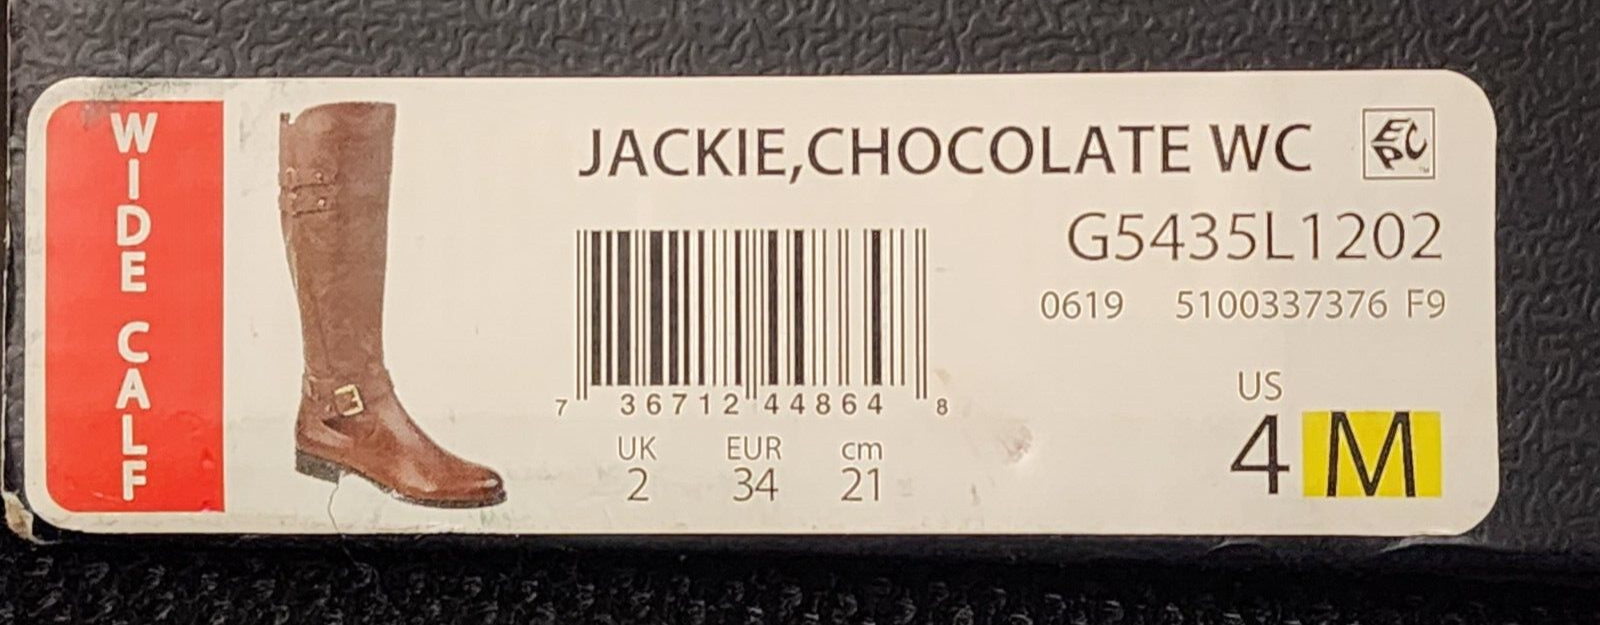 WIDE CALF
JACKIE,CHOCOLATE WC
EPC
G5435L1202
0619 5100337376 F9
7 36712 44864 8
UK EUR cm
2 34 21
US
4 M